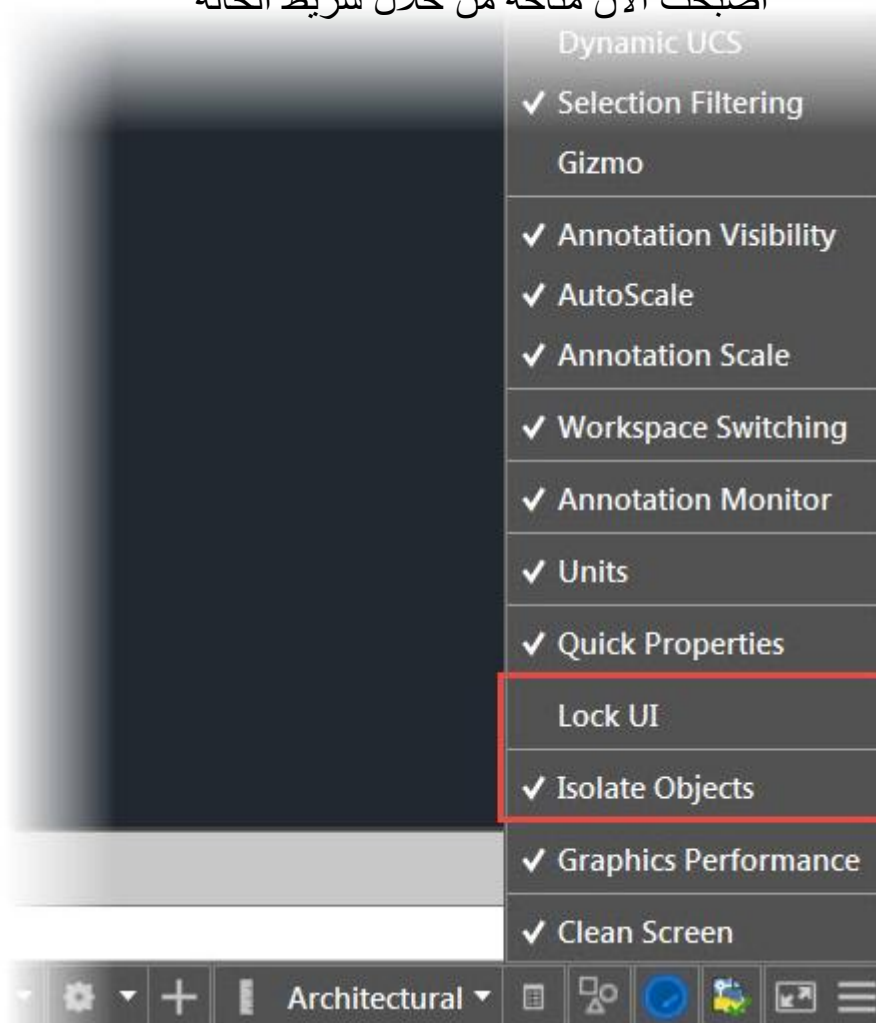 اصبحت الآن متاحة من خلال شريط الحالة
Dynamic UCS
✓ Selection Filtering
Gizmo
✓ Annotation Visibility
✓ AutoScale
✓ Annotation Scale
✓ Workspace Switching
✓ Annotation Monitor
✓ Units
✓ Quick Properties
Lock UI
✓ Isolate Objects
✓ Graphics Performance
✓ Clean Screen
Architectural